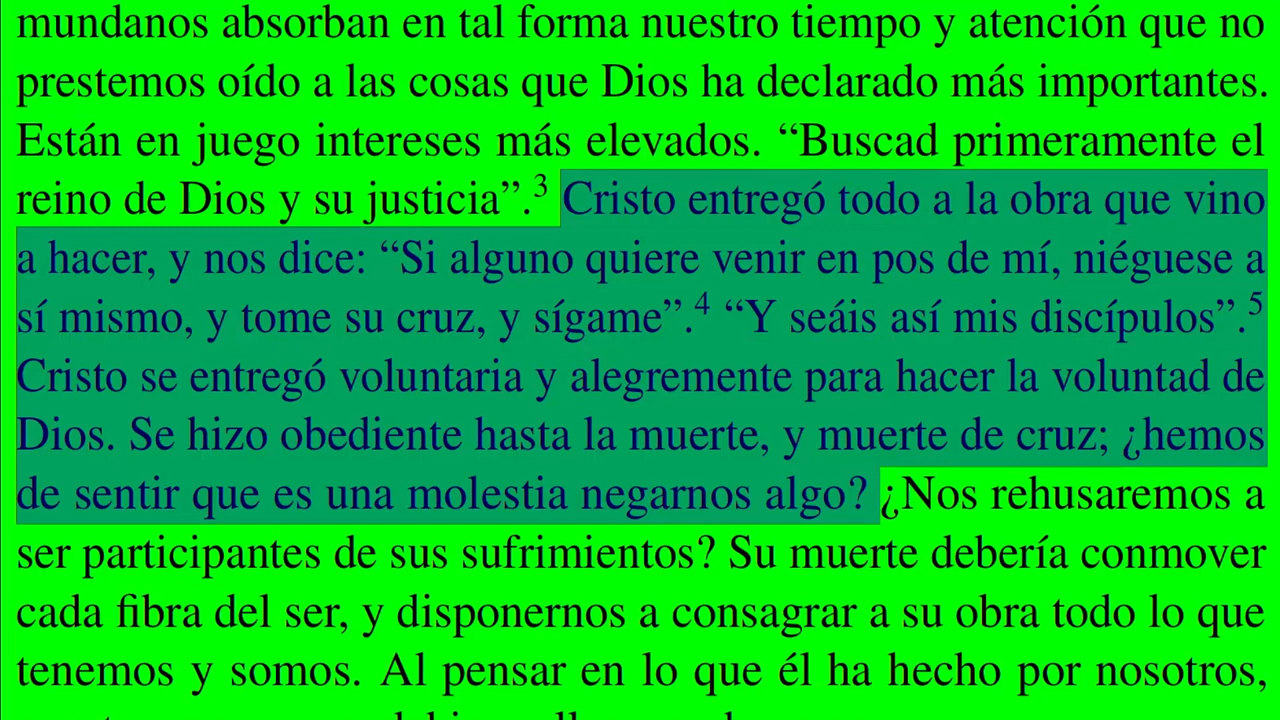 mundanos absorban en tal forma nuestro tiempo y atención que no
prestemos oído a las cosas que Dios ha declarado más importantes.
Están en juego intereses más elevados. “Buscad primeramente el
reino de Dios y su justicia”.3 Cristo entregó todo a la obra que vino
a hacer, y nos dice: “Si alguno quiere venir en pos de mí, niéguese a
sí mismo, y tome su cruz, y sígame”.4 “Y seáis así mis discípulos”.5
Cristo se entregó voluntaria y alegremente para hacer la voluntad de
Dios. Se hizo obediente hasta la muerte, y muerte de cruz; ¿hemos
de sentir que es una molestia negarnos algo? ¿Nos rehusaremos a
ser participantes de sus sufrimientos? Su muerte debería conmover
cada fibra del ser, y disponernos a consagrar a su obra todo lo que
tenemos y somos. Al pensar en lo que él ha hecho por nosotros,